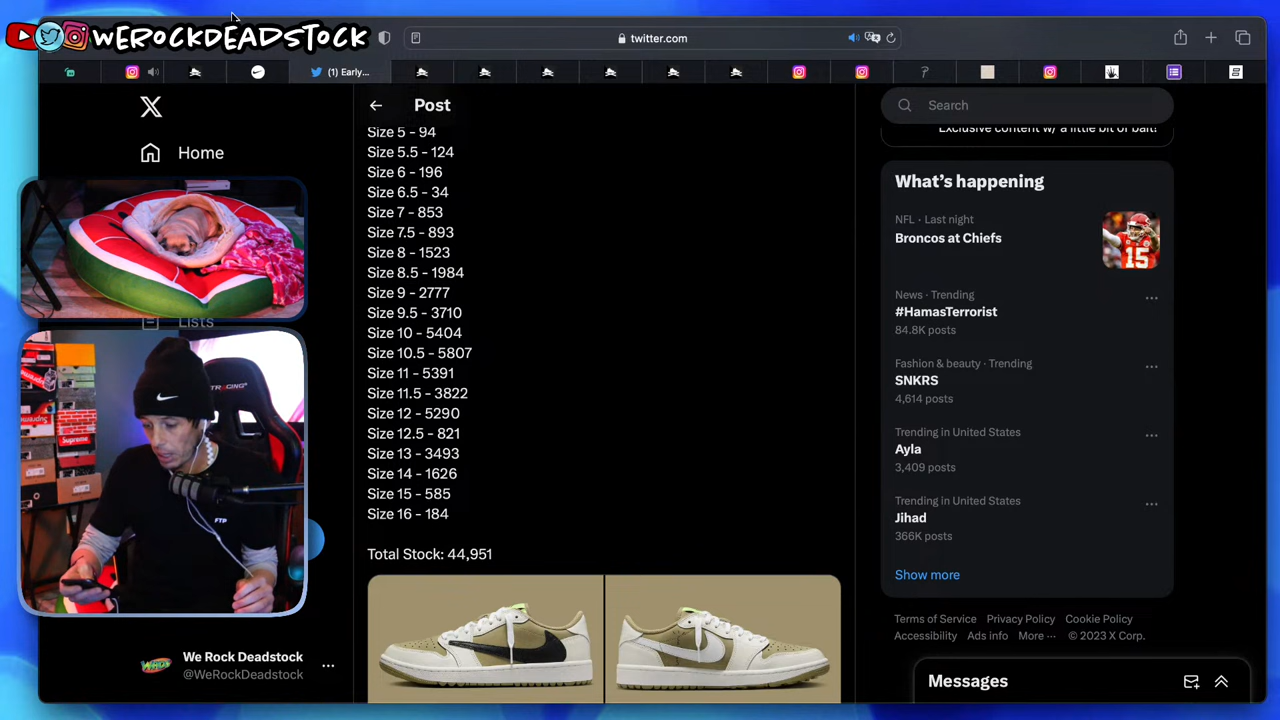 WEROCKDEADSTOCK
twitter.com
(1) Early...
Post
Search
Home
Lists
Size 5 - 94
Size 5.5 - 124
Size 6 - 196
Size 6.5 - 34
Size 7 - 853
Size 7.5 - 893
Size 8 - 1523
Size 8.5 - 1984
Size 9 - 2777
Size 9.5 - 3710
Size 10 - 5404
Size 10.5 - 5807
Size 11 - 5391
Size 11.5 - 3822
Size 12 - 5290
Size 12.5 - 821
Size 13 - 3493
Size 14 - 1626
Size 15 - 585
Size 16 - 184
Total Stock: 44,951
Exclusive content w/ a little bit of bait!
What's happening
NFL · Last night
Broncos at Chiefs
15
News · Trending
#HamasTerrorist
84.8K posts
Fashion & beauty · Trending
SNKRS
4,614 posts
Trending in United States
Ayla
3,409 posts
Trending in United States
Jihad
366K posts
Show more
Terms of Service Privacy Policy Cookie Policy
Accessibility Ads info More ··· © 2023 X Corp.
Messages
Supreme
FTP
We Rock Deadstock
@WeRockDeadstock